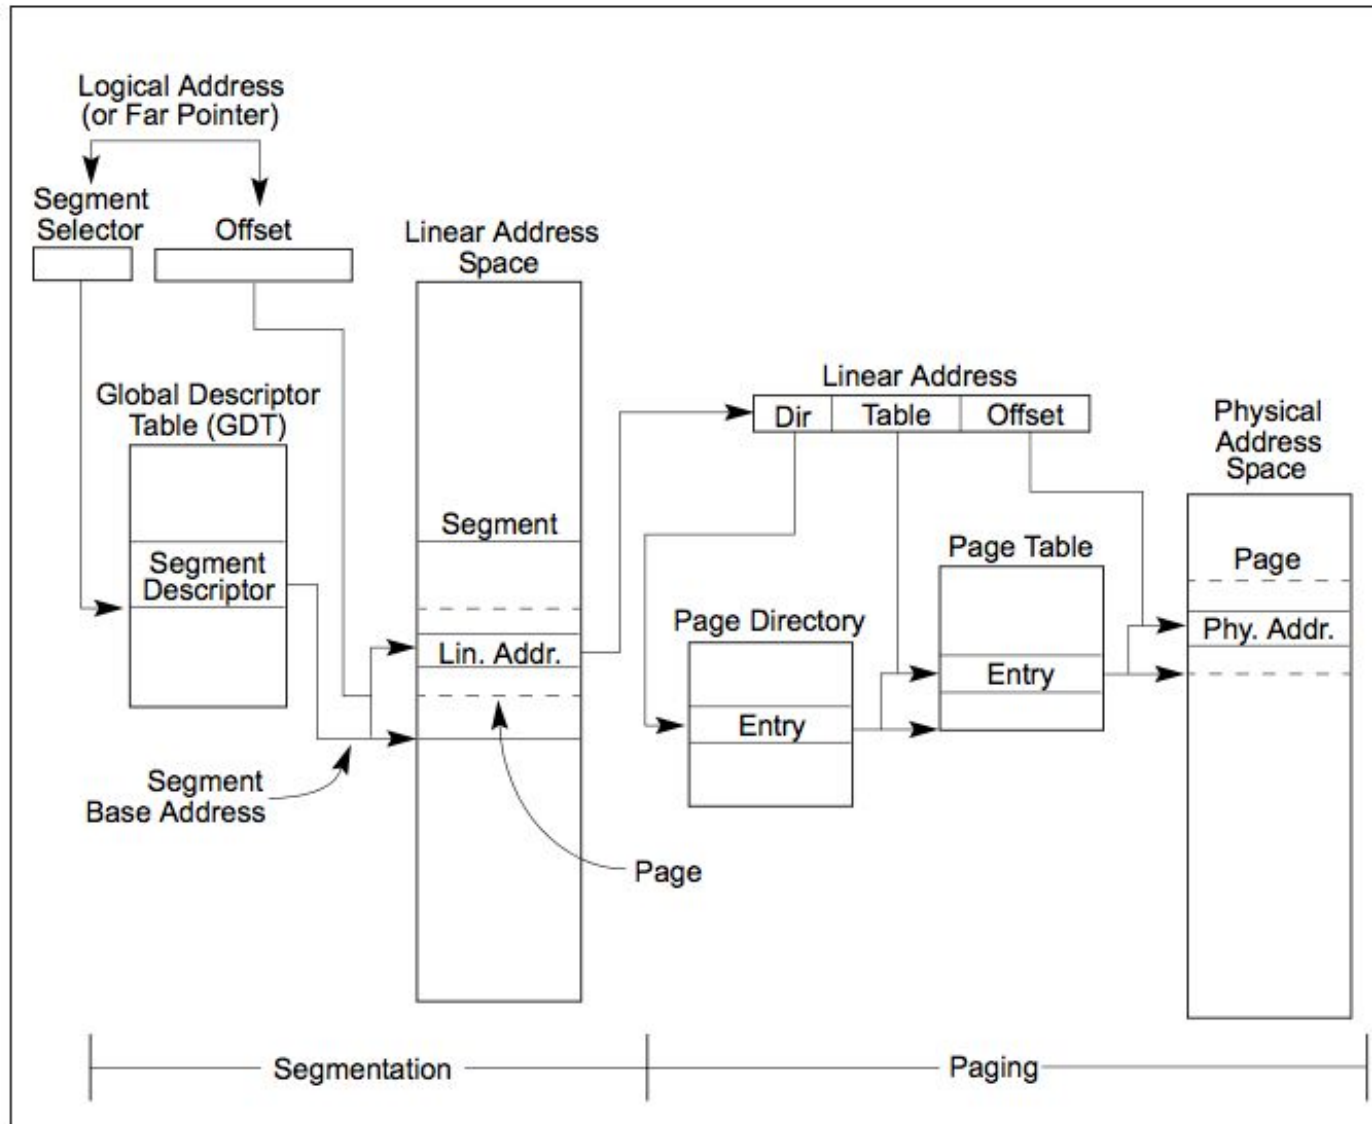 Logical Address
(or Far Pointer)
Segment
Selector
Offset
Linear Address
Space
Global Descriptor
Table (GDT)
Linear Address
Dir
Table
Offset
Physical
Address
Space
Segment
Segment
Descriptor
Page Table
Page
Page Directory
Lin. Addr.
Phy. Addr.
Entry
Entry
Segment
Base Address
Page
Segmentation
Paging